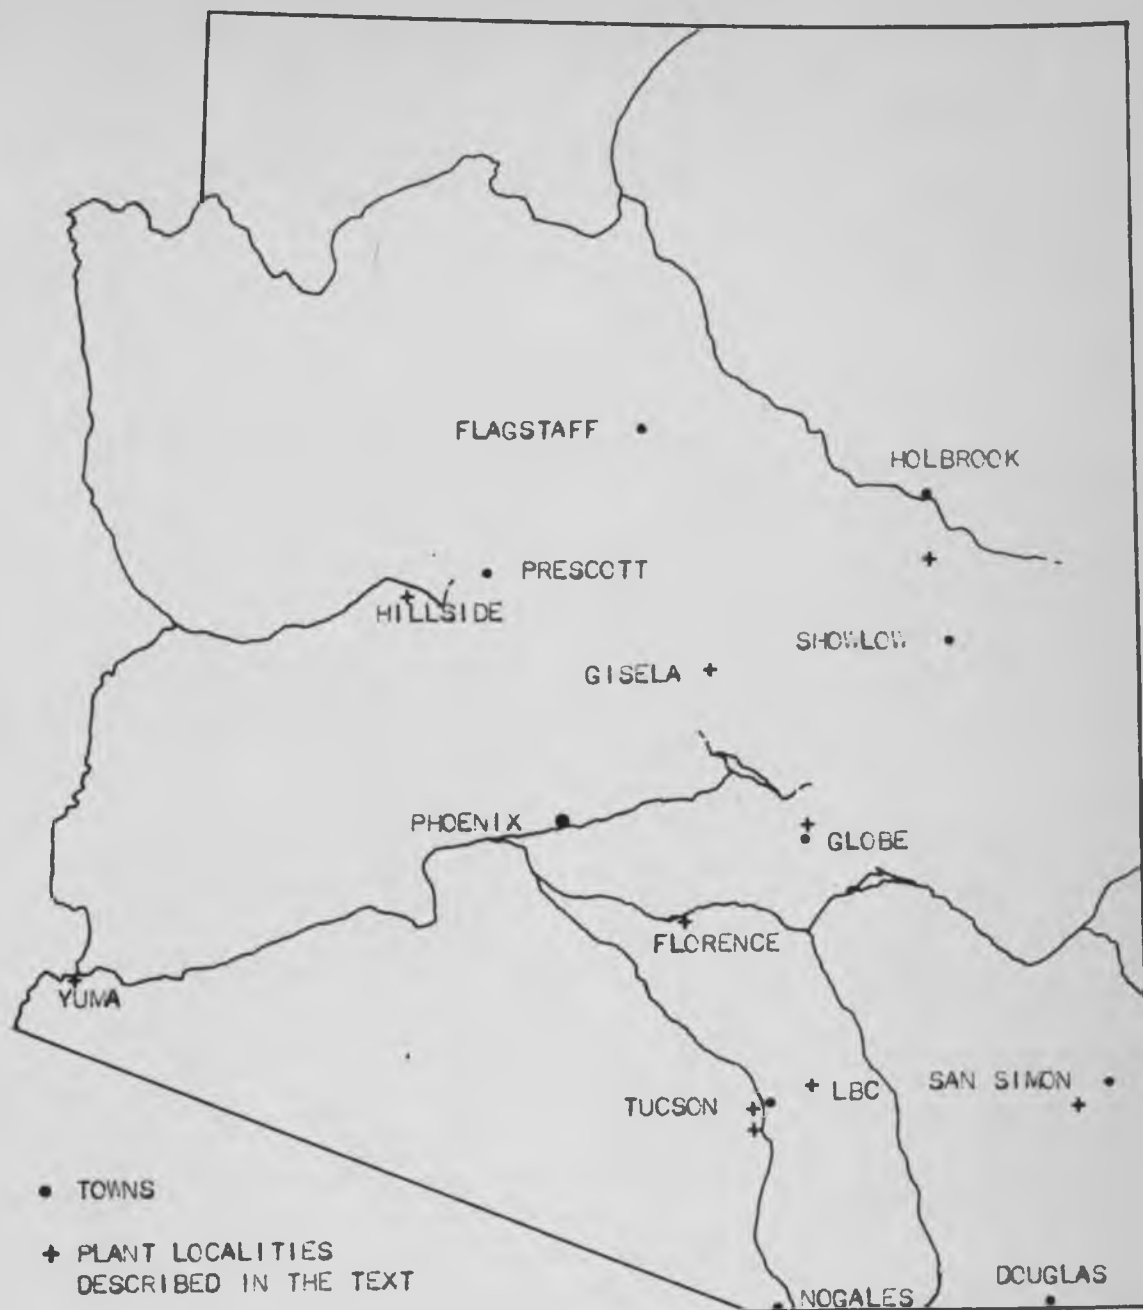 FLAGSTAFF
HOLBROOK
PRESCOTT
HILLSIDE
SHOWLOW
GISELA
PHOENIX
GLOBE
FLORENCE
YUMA
SAN SIMON
LBC
TUCSON
TOWNS
PLANT LOCALITIES
DESCRIBED IN THE TEXT
DOUGLAS
NOGALES